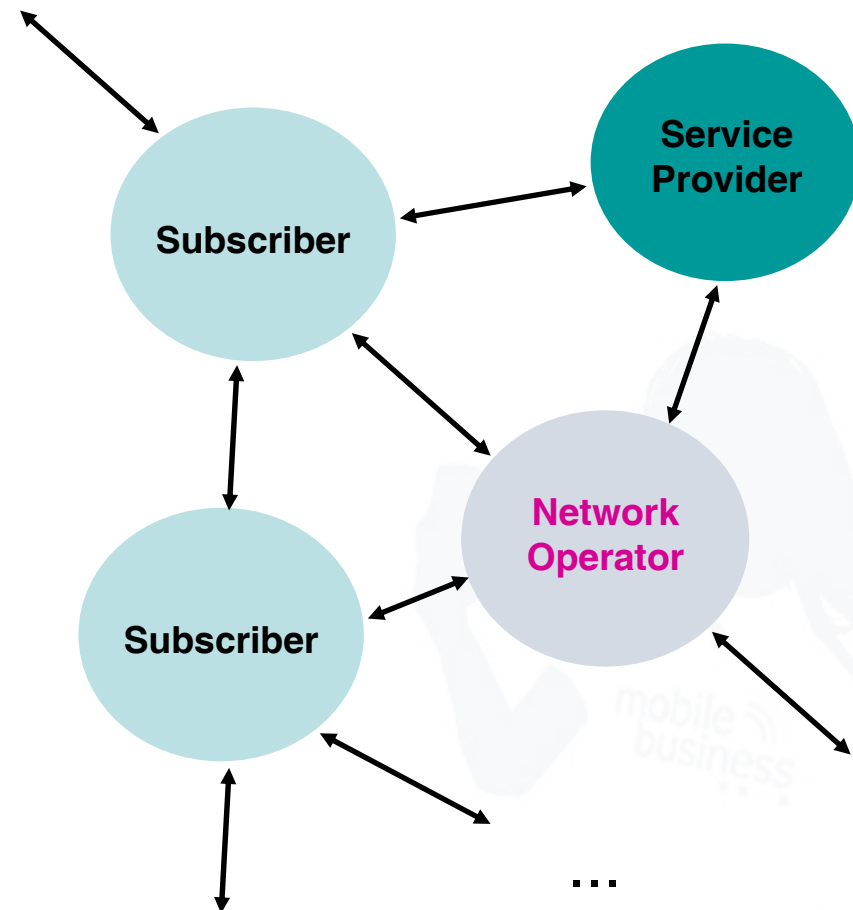 Service
Provider
Subscriber
Network
Operator
Subscriber
mobile
business
...